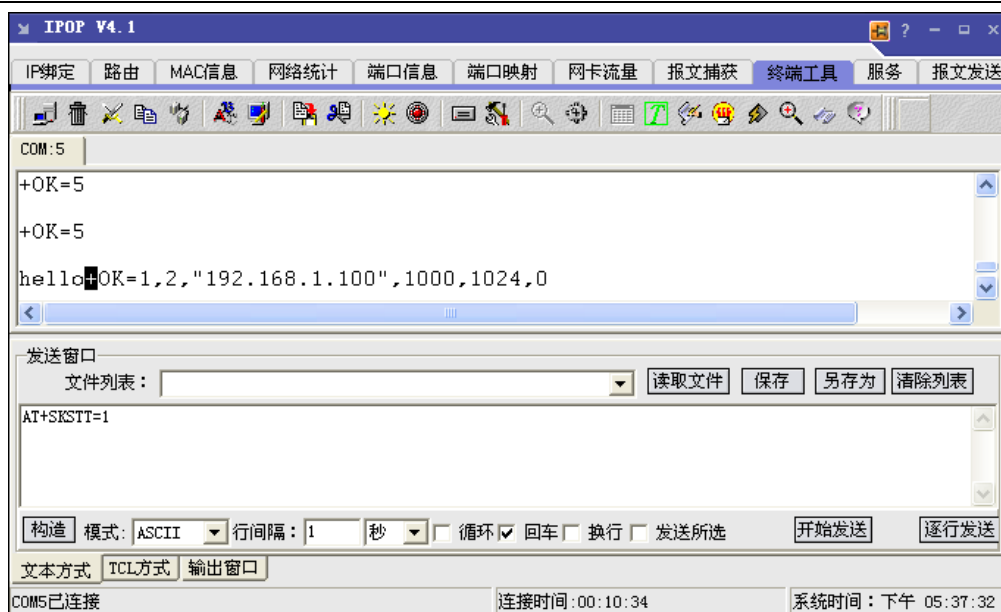 IPOP V4.1
IP绑定 路由 MAC信息 网络统计 端口信息 端口映射 网卡流量 报文捕获 终端工具 服务 报文发送
COM:5
+OK=5
+OK=5
hello+OK=1,2,"192.168.1.100",1000,1024,0
发送窗口
文件列表： 读取文件 保存 另存为 清除列表
AT+SKSTT=1
构造 模式: ASCII 行间隔：1 秒 循环 回车 换行 发送所选 开始发送 逐行发送
文本方式 TCL方式 输出窗口
COM5已连接 连接时间:00:10:34 系统时间：下午 05:37:32